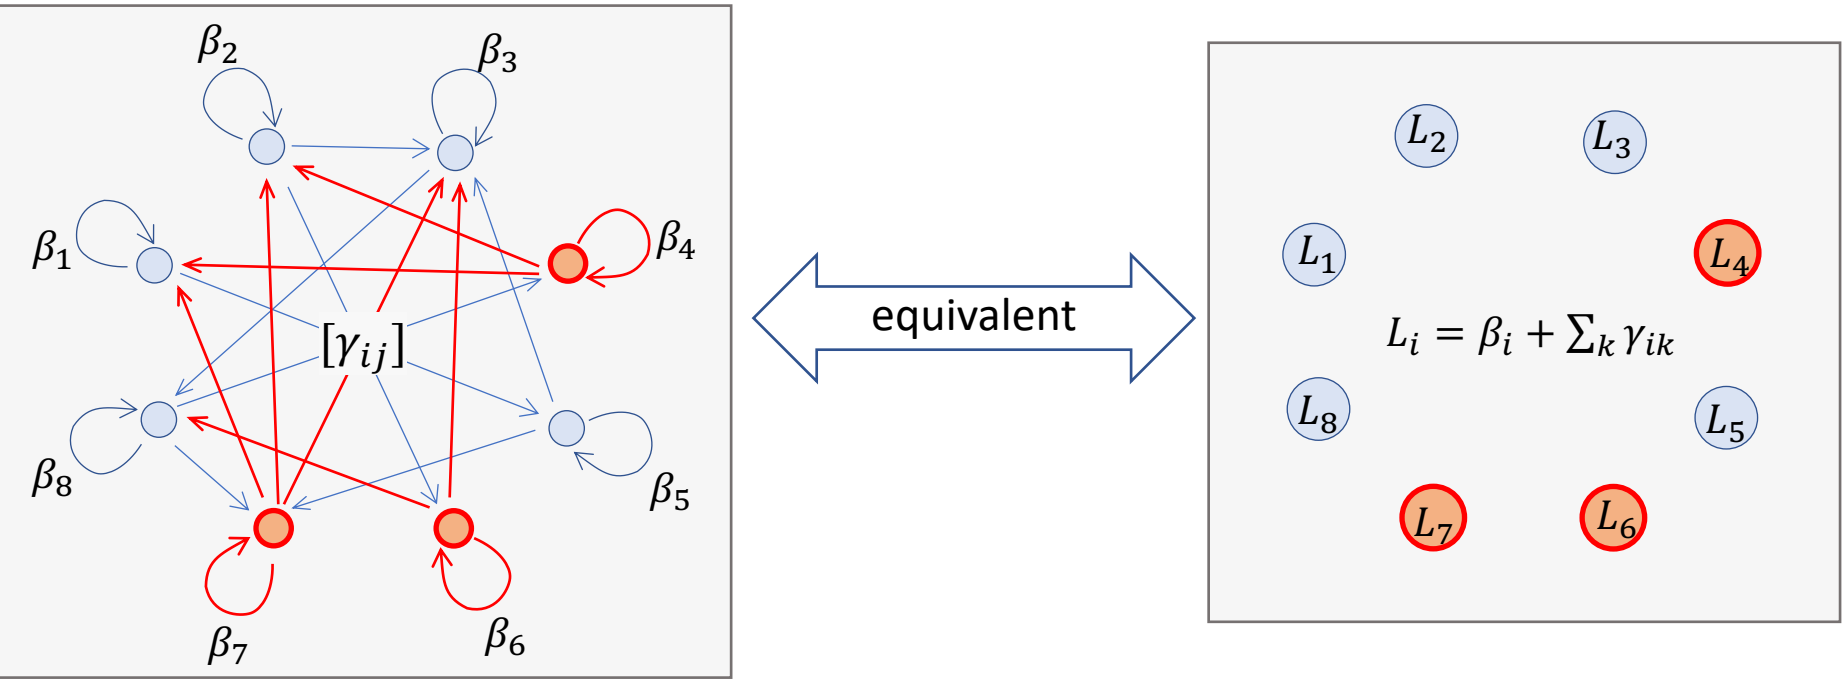 β₂
β₃
β₁
β₄
[γᵢⱼ]
β₈
β₅
β₇
β₆
equivalent
L₂
L₃
L₁
L₄
Lᵢ = βᵢ + ∑ₖ γᵢₖ
L₈
L₅
L₇
L₆